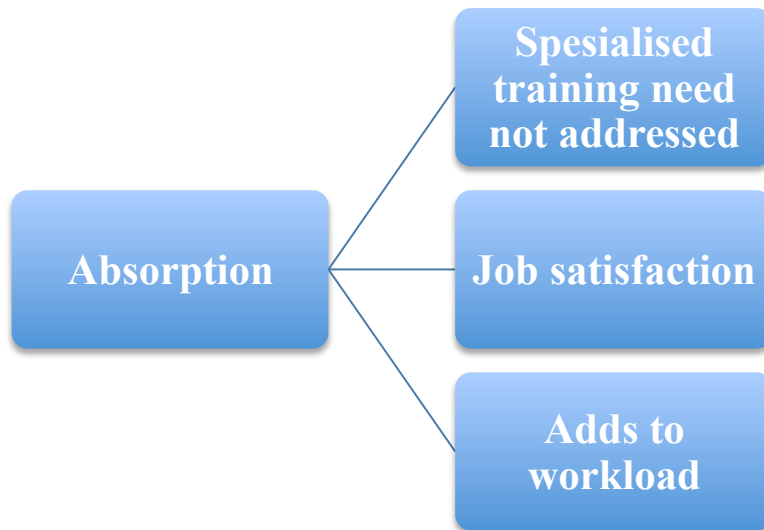 Absorption
Spesialised
training need
not addressed
Job satisfaction
Adds to
workload